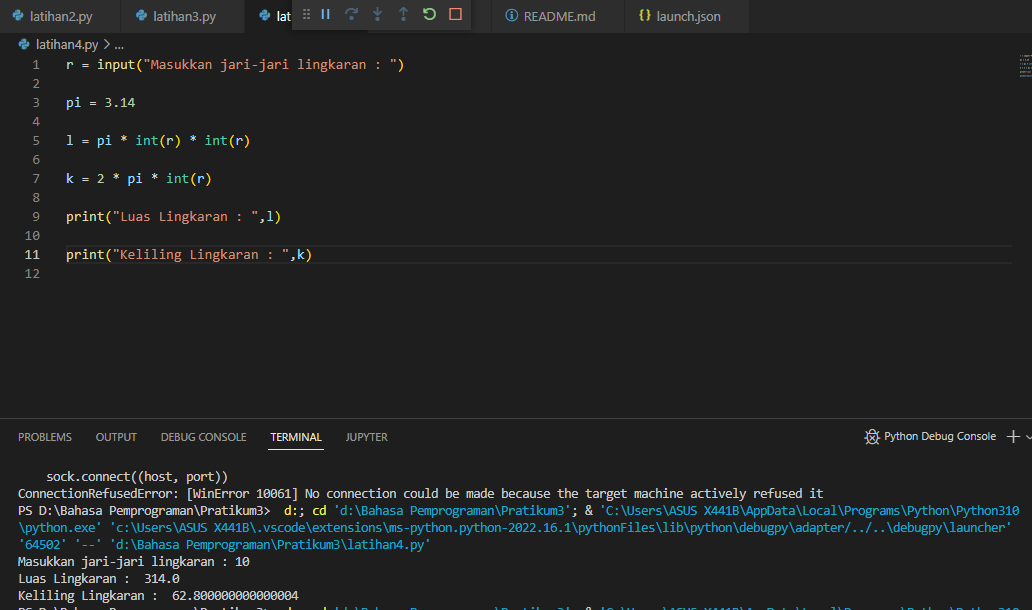 latihan2.py latihan3.py lat README.md {} launch.json
latihan4.py > ...
1 r = input("Masukkan jari-jari lingkaran : ")
2
3 pi = 3.14
4
5 l = pi * int(r) * int(r)
6
7 k = 2 * pi * int(r)
8
9 print("Luas Lingkaran : ",l)
10
11 print("Keliling Lingkaran : ",k)
12
PROBLEMS OUTPUT DEBUG CONSOLE TERMINAL JUPYTER Python Debug Console
sock.connect((host, port))
ConnectionRefusedError: [WinError 10061] No connection could be made because the target machine actively refused it
PS D:\Bahasa Pemprograman\Pratikum3> d:; cd 'd:\Bahasa Pemprograman\Pratikum3'; & 'C:\Users\ASUS X441B\AppData\Local\Programs\Python\Python310
\python.exe' 'c:\Users\ASUS X441B\.vscode\extensions\ms-python.python-2022.16.1\pythonFiles\lib\python\debugpy\adapter/../..\debugpy\launcher'
'64502' '--' 'd:\Bahasa Pemprograman\Pratikum3\latihan4.py'
Masukkan jari-jari lingkaran : 10
Luas Lingkaran :  314.0
Keliling Lingkaran :  62.800000000000004